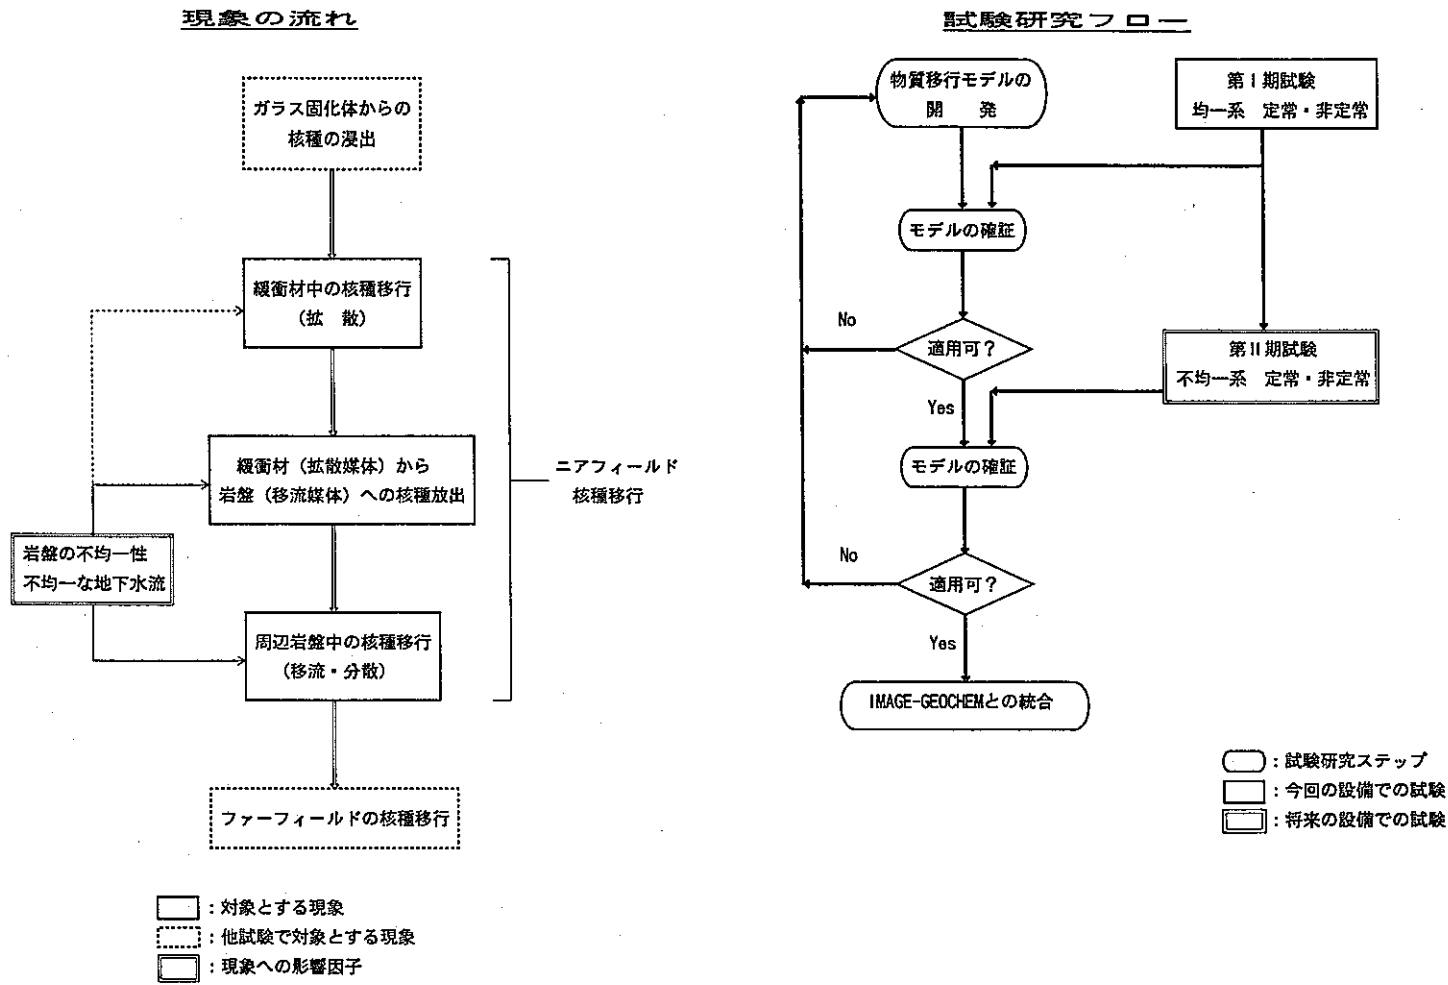 現象の流れ
ガラス固化体からの
核種の浸出
緩衝材中の核種移行
（拡　散）
緩衝材（拡散媒体）から
岩盤（移流媒体）への核種放出
ニアフィールド
核種移行
岩盤の不均一性
不均一な地下水流
周辺岩盤中の核種移行
（移流・分散）
ファーフィールドの核種移行
：対象とする現象
：他試験で対象とする現象
：現象への影響因子
試験研究フロー
物質移行モデルの
開　　発
第Ⅰ期試験
均一系　定常・非定常
モデルの確証
No
適用可？
Yes
第Ⅱ期試験
不均一系　定常・非定常
モデルの確証
No
適用可？
Yes
IMAGE-GEOCHEMとの統合
：試験研究ステップ
：今回の設備での試験
：将来の設備での試験